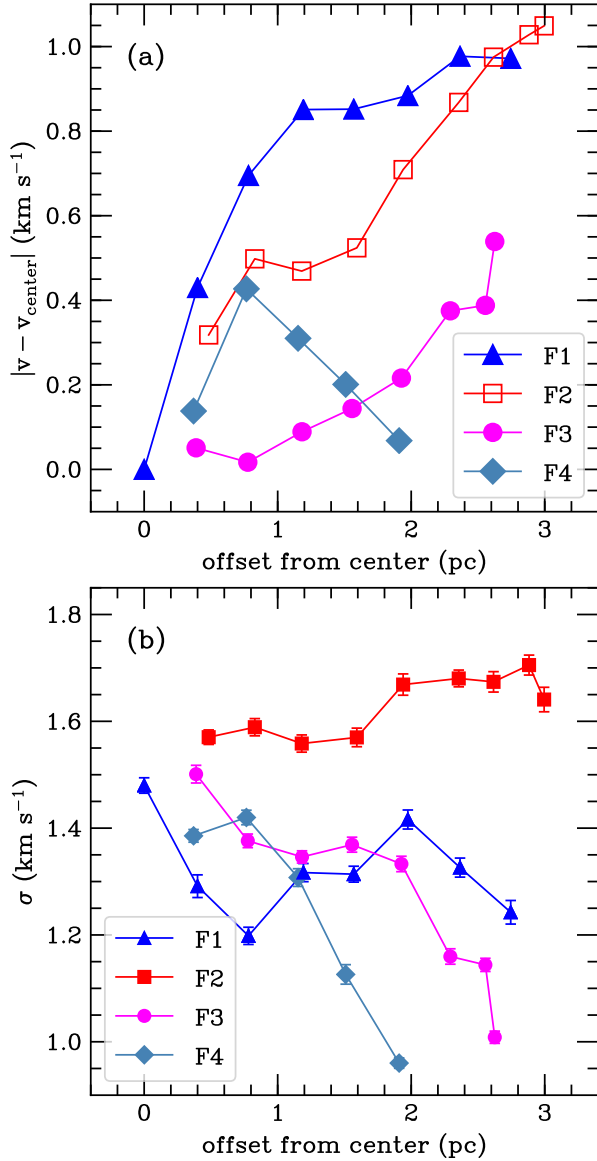 (a)
1.0
0.8
0.6
0.4
0.2
0.0
|v − v_center| (km s⁻¹)
F1
F2
F3
F4
0 1 2 3
offset from center (pc)
(b)
1.8
1.6
1.4
1.2
1.0
σ (km s⁻¹)
F1
F2
F3
F4
0 1 2 3
offset from center (pc)